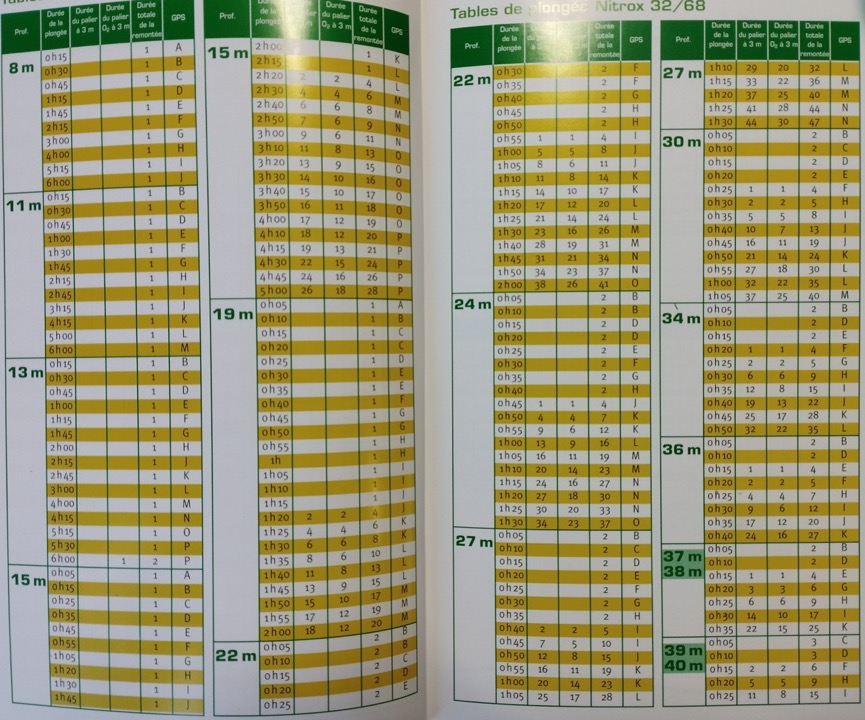 Tables de plongée Nitrox 32/68
Prof. Durée de la plongée Durée du palier à 3 m Durée du palier O₂ à 3 m Durée totale de la remontée GPS
8 m 0h15 1 A
0h30 1 B
0h45 1 C
1h15 1 D
1h45 1 E
2h15 1 F
3h00 1 G
4h00 1 H
5h15 1 I
6h00 1 J
11 m 0h15 1 B
0h30 1 C
0h45 1 D
1h00 1 E
1h30 1 F
1h45 1 G
2h15 1 H
2h45 1 I
3h15 1 J
4h15 1 K
5h00 1 L
6h00 1 M
13 m 0h15 1 B
0h30 1 C
0h45 1 D
1h00 1 E
1h15 1 F
1h45 1 G
2h00 1 H
2h15 1 J
2h45 1 K
3h00 1 L
4h00 1 M
4h15 1 N
5h15 1 O
5h30 1 P
6h00 1 2 P
15 m 0h05 1 A
0h15 1 B
0h25 1 C
0h35 1 D
0h45 1 E
0h55 1 F
1h05 1 G
1h20 1 H
1h30 1 I
1h45 1 J
Prof. Durée de la plongée Durée du palier à 3 m Durée du palier O₂ à 3 m Durée totale de la remontée GPS
15 m 2h00 1 K
2h15 1 L
2h20 2 2 4 L
2h30 4 4 6 M
2h40 6 6 8 M
2h50 7 6 9 N
3h00 9 6 11 N
3h10 11 8 13 O
3h20 13 9 15 O
3h30 14 10 16 O
3h40 15 10 17 O
3h50 16 11 18 O
4h00 17 12 19 O
4h10 18 12 20 P
4h15 19 13 21 P
4h30 22 15 24 P
4h45 24 16 26 P
5h00 26 18 28 P
19 m 0h05 1 A
0h10 1 B
0h15 1 C
0h20 1 C
0h25 1 D
0h30 1 E
0h35 1 E
0h40 1 F
0h45 1 G
0h50 1 G
0h55 1 H
1h 1 H
1h05 1 I
1h10 1 I
1h15 1 J
1h20 2 2 4 J
1h25 4 4 6 K
1h30 6 6 8 K
1h35 8 6 10 L
1h40 11 8 13 L
1h45 13 9 15 L
1h50 15 10 17 M
1h55 17 12 19 M
2h00 18 12 20 M
22 m 0h05 2 B
0h10 2 B
0h15 2 C
0h20 2 D
0h25 2 E
Prof. Durée de la plongée Durée totale de la remontée GPS
22 m 0h30 2 F
0h35 2 F
0h40 2 G
0h45 2 H
0h50 2 H
0h55 1 1 4 I
1h00 5 5 8 J
1h05 8 6 11 J
1h10 11 8 14 K
1h15 14 10 17 K
1h20 17 12 20 L
1h25 21 14 24 L
1h30 23 16 26 M
1h40 28 19 31 M
1h45 31 21 34 N
1h50 34 23 37 N
2h00 38 26 41 O
24 m 0h05 2 B
0h10 2 B
0h15 2 D
0h20 2 D
0h25 2 E
0h30 2 F
0h35 2 G
0h40 2 H
0h45 1 1 4 J
0h50 4 4 7 K
0h55 9 6 12 K
1h00 13 9 16 L
1h05 16 11 19 M
1h10 20 14 23 M
1h15 24 16 27 N
1h20 27 18 30 N
1h25 30 20 33 N
1h30 34 23 37 O
27 m 0h05 2 B
0h10 2 C
0h15 2 D
0h20 2 E
0h25 2 F
0h30 2 G
0h35 2 H
0h40 2 2 5 I
0h45 7 5 10 I
0h50 12 8 15 J
0h55 16 11 19 K
1h00 20 14 23 K
1h05 25 17 28 L
Prof. Durée de la plongée Durée du palier à 3 m Durée du palier O₂ à 3 m Durée totale de la remontée GPS
27 m 1h10 29 20 32 L
1h15 33 22 36 M
1h20 37 25 40 M
1h25 41 28 44 N
1h30 44 30 47 N
30 m 0h05 2 B
0h10 2 C
0h15 2 D
0h20 2 E
0h25 1 1 4 F
0h30 2 2 5 H
0h35 5 5 8 I
0h40 10 7 13 J
0h45 16 11 19 J
0h50 21 14 24 K
0h55 27 18 30 L
1h00 32 22 35 L
1h05 37 25 40 M
34 m 0h05 2 B
0h10 2 D
0h15 2 E
0h20 1 1 4 F
0h25 2 2 5 G
0h30 6 6 9 H
0h35 12 8 15 I
0h40 19 13 22 J
0h45 25 17 28 K
0h50 32 22 35 L
36 m 0h05 2 B
0h10 2 D
0h15 1 1 4 E
0h20 2 2 5 F
0h25 4 4 7 H
0h30 9 6 12 I
0h35 17 12 20 J
0h40 24 16 27 K
37 m 0h05 2 B
38 m 0h10 2 D
0h15 1 1 4 E
0h20 3 3 6 G
0h25 6 6 9 H
0h30 14 10 17 I
0h35 22 15 25 K
39 m 0h05 3 C
40 m 0h10 3 D
0h15 2 2 6 F
0h20 5 5 9 H
0h25 11 8 15 I